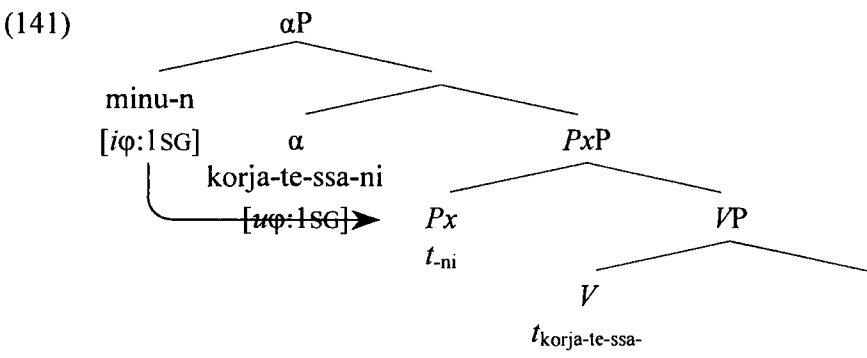 (141) αP
minu-n
[iφ:1SG] α PxP
korja-te-ssa-ni
[uφ:1SG] Px VP
t-ni
V
tkorja-te-ssa-